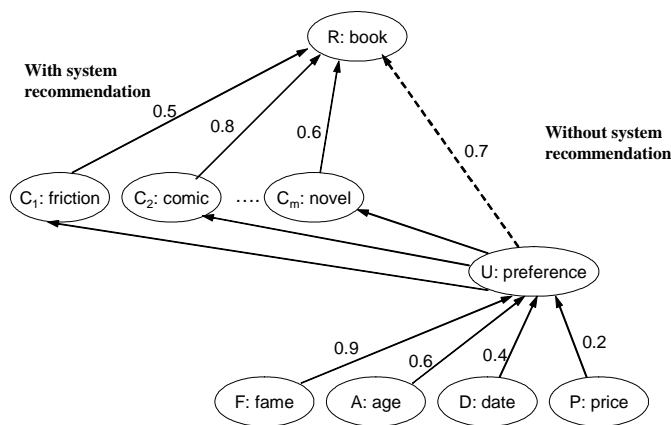 R: book
With system
recommendation
0.5
0.8
0.6
0.7
Without system
recommendation
C1: friction
C2: comic
....
Cm: novel
U: preference
0.9
0.6
0.4
0.2
F: fame
A: age
D: date
P: price